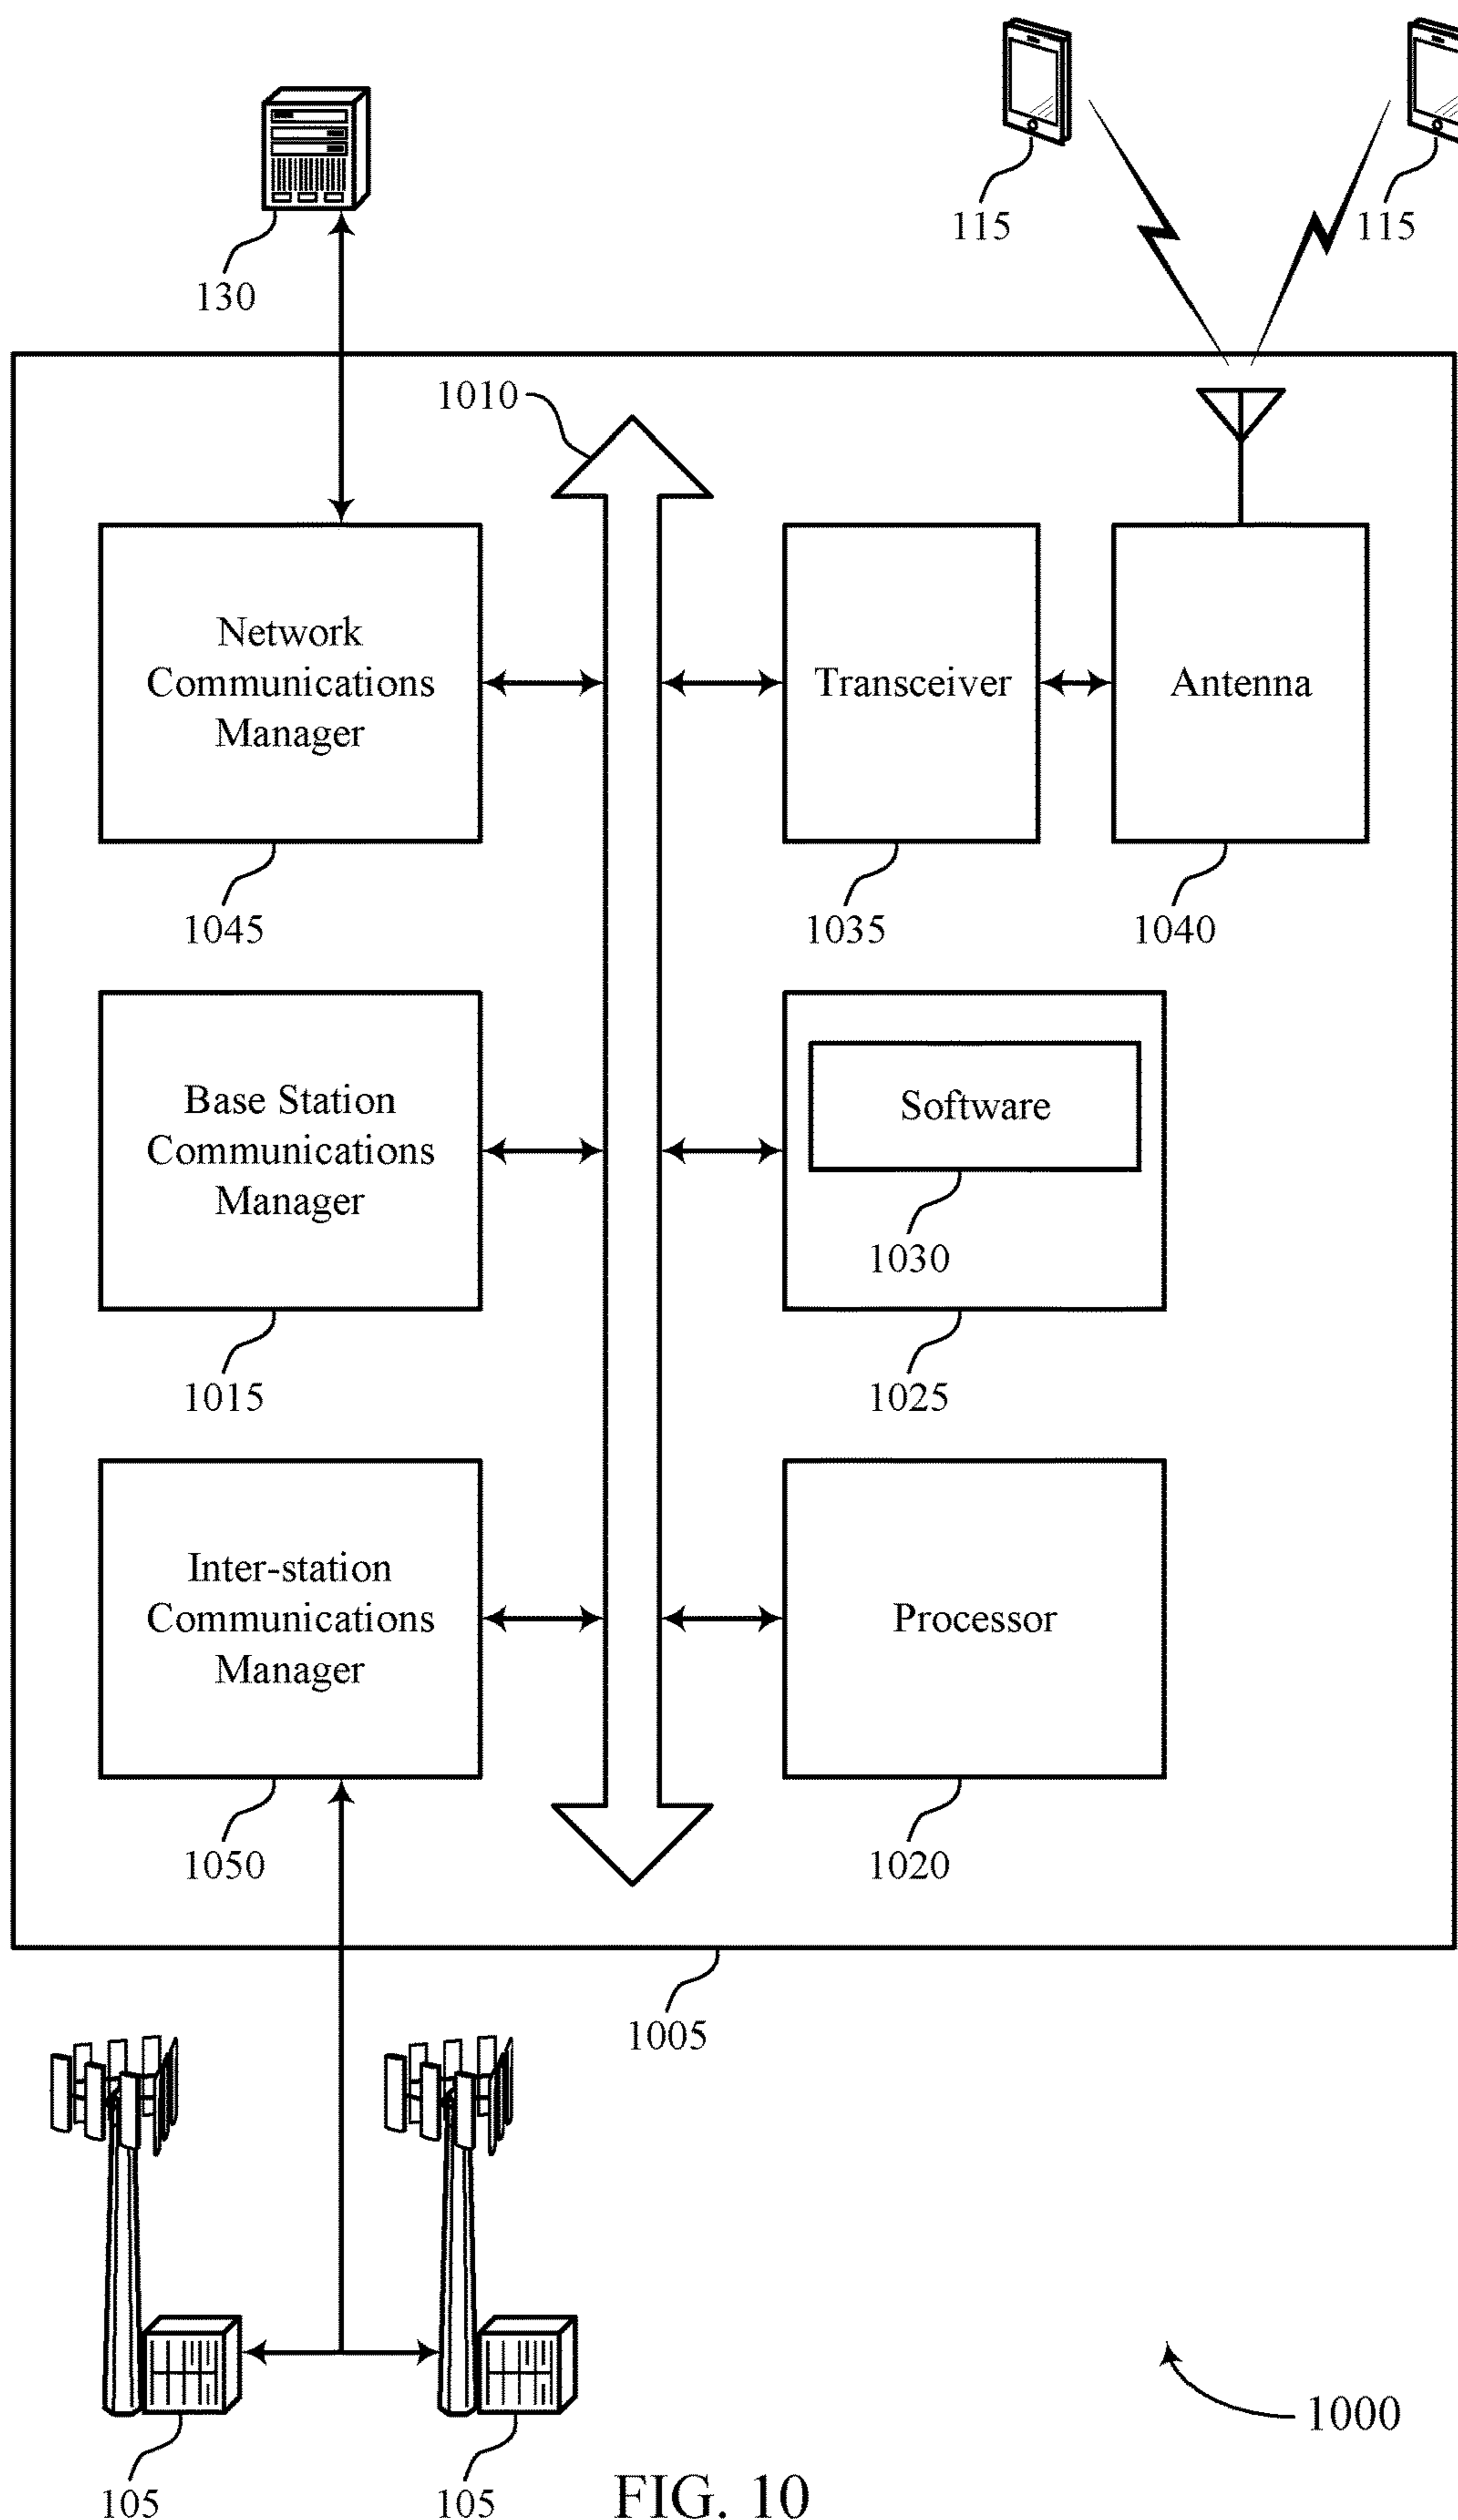 115
115
130
1010
Network
Communications
Manager
Transceiver
Antenna
1045
1035
1040
Base Station
Communications
Manager
Software
1030
1015
1025
Inter-station
Communications
Manager
Processor
1050
1020
1005
1000
105
105
FIG. 10